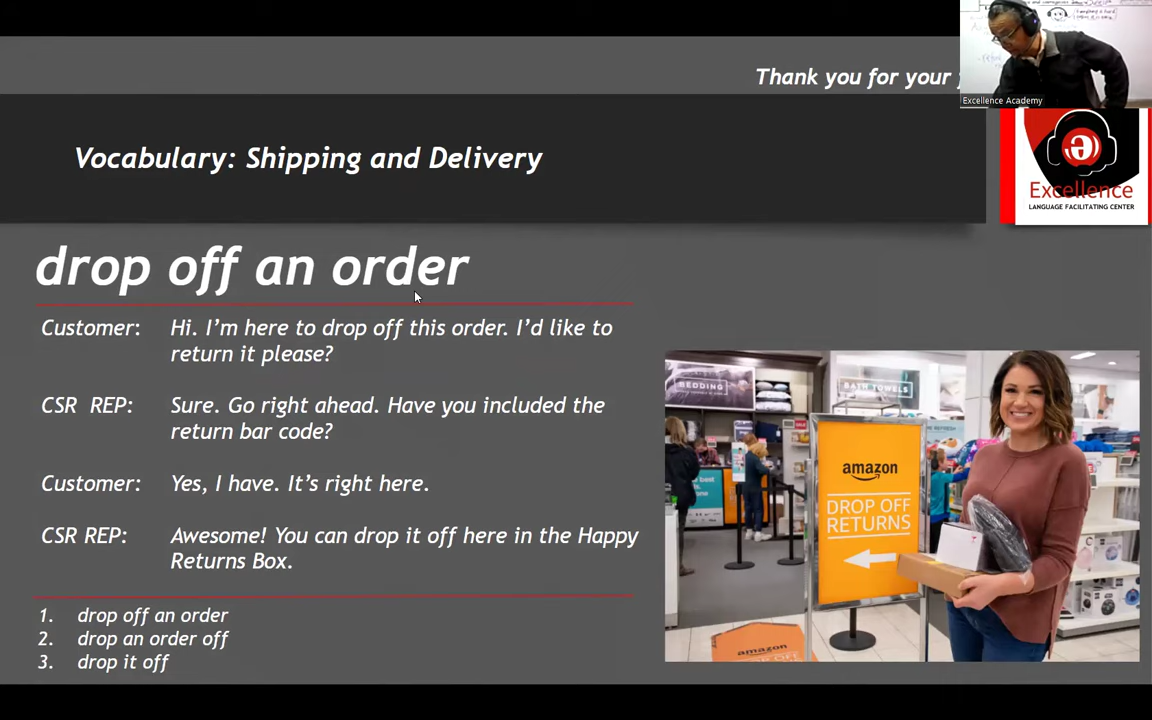 Thank you for your
Excellence Academy
Vocabulary: Shipping and Delivery
Excellence
LANGUAGE FACILITATING CENTER
drop off an order
Customer: Hi. I'm here to drop off this order. I'd like to
return it please?
CSR REP: Sure. Go right ahead. Have you included the
return bar code?
Customer: Yes, I have. It's right here.
CSR REP: Awesome! You can drop it off here in the Happy
Returns Box.
1. drop off an order
2. drop an order off
3. drop it off
BEDDING
BATH TOWELS
amazon
DROP OFF
RETURNS
amazon